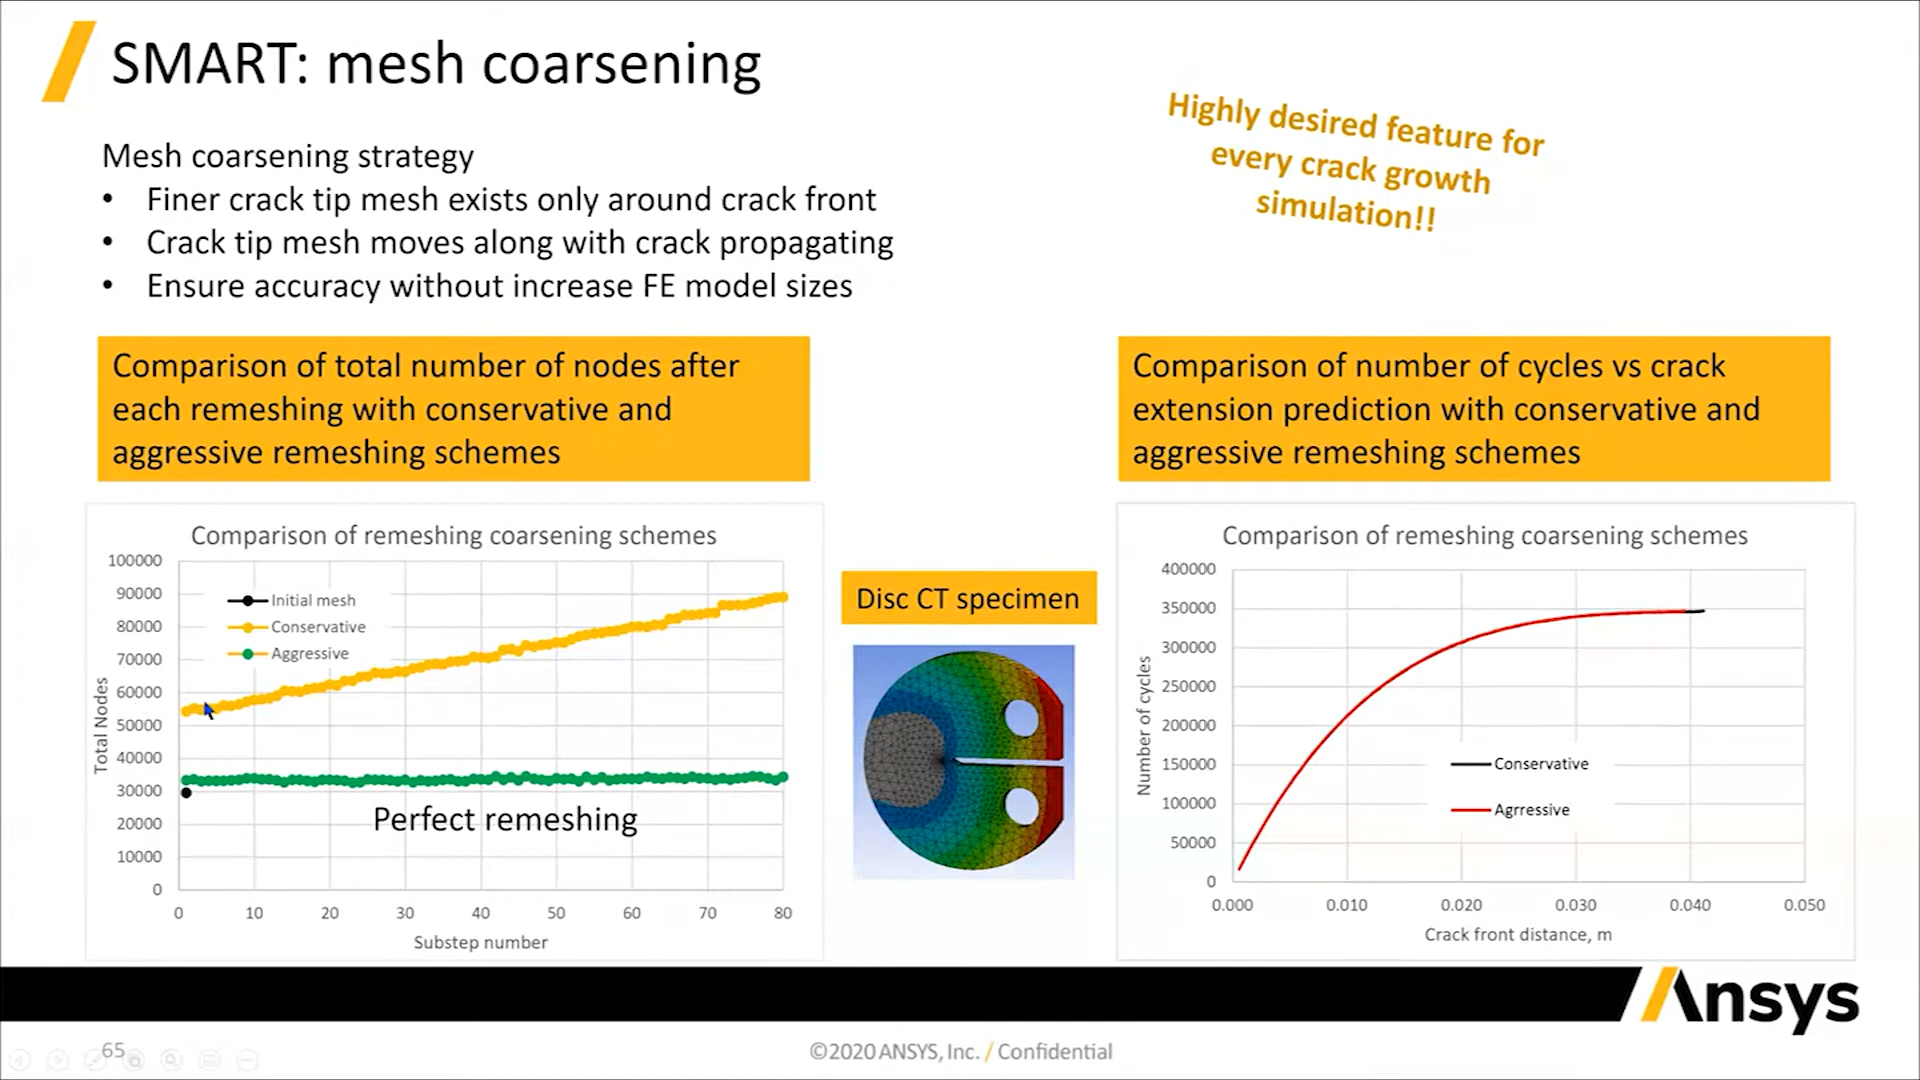 SMART: mesh coarsening
Highly desired feature for
every crack growth
simulation!!
Mesh coarsening strategy
• Finer crack tip mesh exists only around crack front
• Crack tip mesh moves along with crack propagating
• Ensure accuracy without increase FE model sizes
Comparison of total number of nodes after
each remeshing with conservative and
aggressive remeshing schemes
Comparison of number of cycles vs crack
extension prediction with conservative and
aggressive remeshing schemes
Comparison of remeshing coarsening schemes
Total Nodes
100000
90000
80000
70000
60000
50000
40000
30000
20000
10000
0
Initial mesh
Conservative
Aggressive
Perfect remeshing
0 10 20 30 40 50 60 70 80
Substep number
Disc CT specimen
Comparison of remeshing coarsening schemes
Number of cycles
400000
350000
300000
250000
200000
150000
100000
50000
0
Conservative
Agrressive
0.000 0.010 0.020 0.030 0.040 0.050
Crack front distance, m
Ansys
65
©2020 ANSYS, Inc. / Confidential